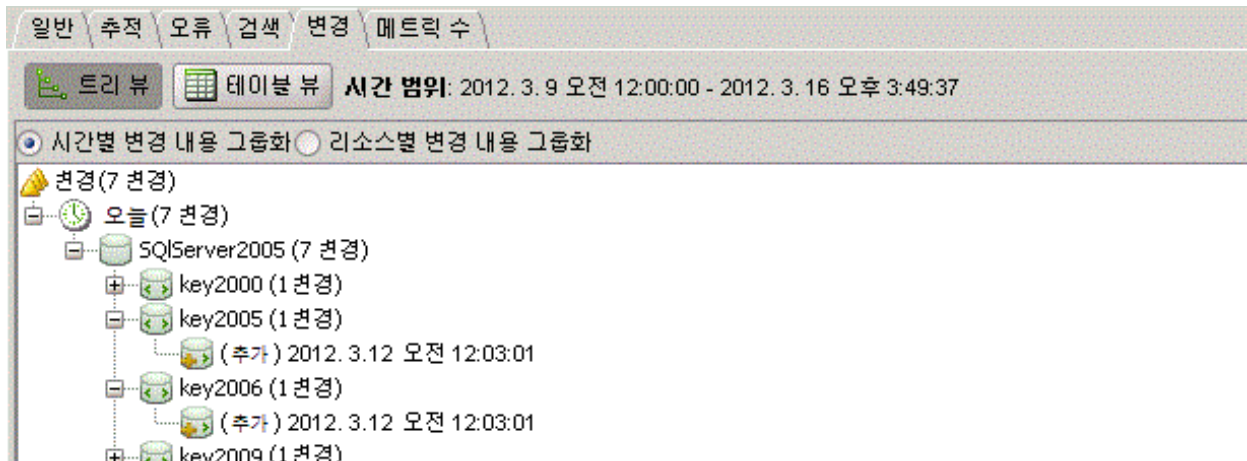 일반 추적 오류 검색 변경 메트릭 수
트리 뷰 테이블 뷰 시간 범위: 2012. 3. 9 오전 12:00:00 - 2012. 3. 16 오후 3:49:37
시간별 변경 내용 그룹화 리소스별 변경 내용 그룹화
변경(7 변경)
오늘(7 변경)
SQlServer2005 (7 변경)
key2000 (1 변경)
key2005 (1 변경)
(추가) 2012. 3.12 오전 12:03:01
key2006 (1 변경)
(추가) 2012. 3.12 오전 12:03:01
key2009 (1 변경)